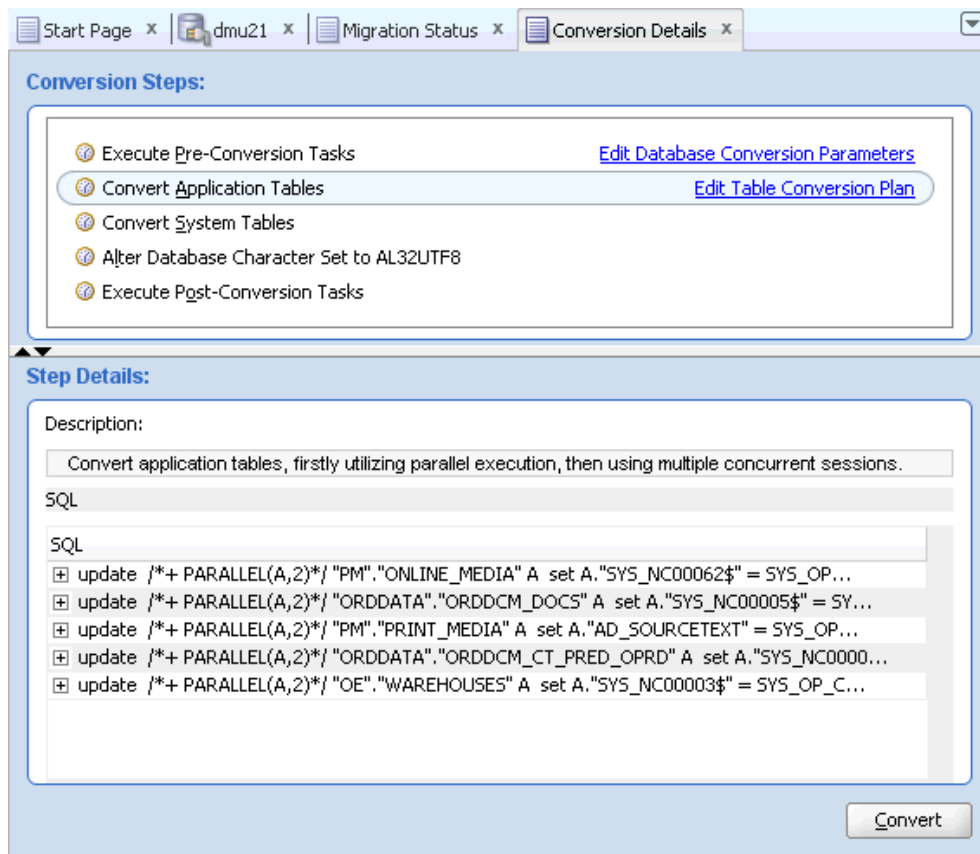 Start Page x dmu21 x Migration Status x Conversion Details x
Conversion Steps:
Execute Pre-Conversion Tasks Edit Database Conversion Parameters
Convert Application Tables Edit Table Conversion Plan
Convert System Tables
Alter Database Character Set to AL32UTF8
Execute Post-Conversion Tasks
Step Details:
Description:
Convert application tables, firstly utilizing parallel execution, then using multiple concurrent sessions.
SQL
SQL
update /*+ PARALLEL(A,2)*/ "PM"."ONLINE_MEDIA" A set A."SYS_NC00062$" = SYS_OP...
update /*+ PARALLEL(A,2)*/ "ORDDATA"."ORDDCM_DOCS" A set A."SYS_NC00005$" = SY...
update /*+ PARALLEL(A,2)*/ "PM"."PRINT_MEDIA" A set A."AD_SOURCETEXT" = SYS_OP...
update /*+ PARALLEL(A,2)*/ "ORDDATA"."ORDDCM_CT_PRED_OPRD" A set A."SYS_NC0000...
update /*+ PARALLEL(A,2)*/ "OE"."WAREHOUSES" A set A."SYS_NC00003$" = SYS_OP_C...
Convert